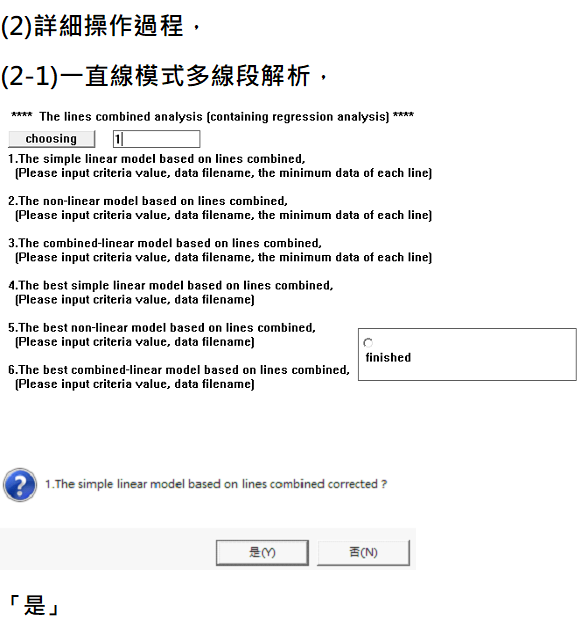 (2)詳細操作過程，
(2-1)一直線模式多線段解析，
**** The lines combined analysis (containing regression analysis) ****
choosing 1
1.The simple linear model based on lines combined,
(Please input criteria value, data filename, the minimum data of each line)
2.The non-linear model based on lines combined,
(Please input criteria value, data filename, the minimum data of each line)
3.The combined-linear model based on lines combined,
(Please input criteria value, data filename, the minimum data of each line)
4.The best simple linear model based on lines combined,
(Please input criteria value, data filename)
5.The best non-linear model based on lines combined,
(Please input criteria value, data filename)
6.The best combined-linear model based on lines combined,
(Please input criteria value, data filename)
finished
1.The simple linear model based on lines combined corrected ?
是(Y) 否(N)
「是」